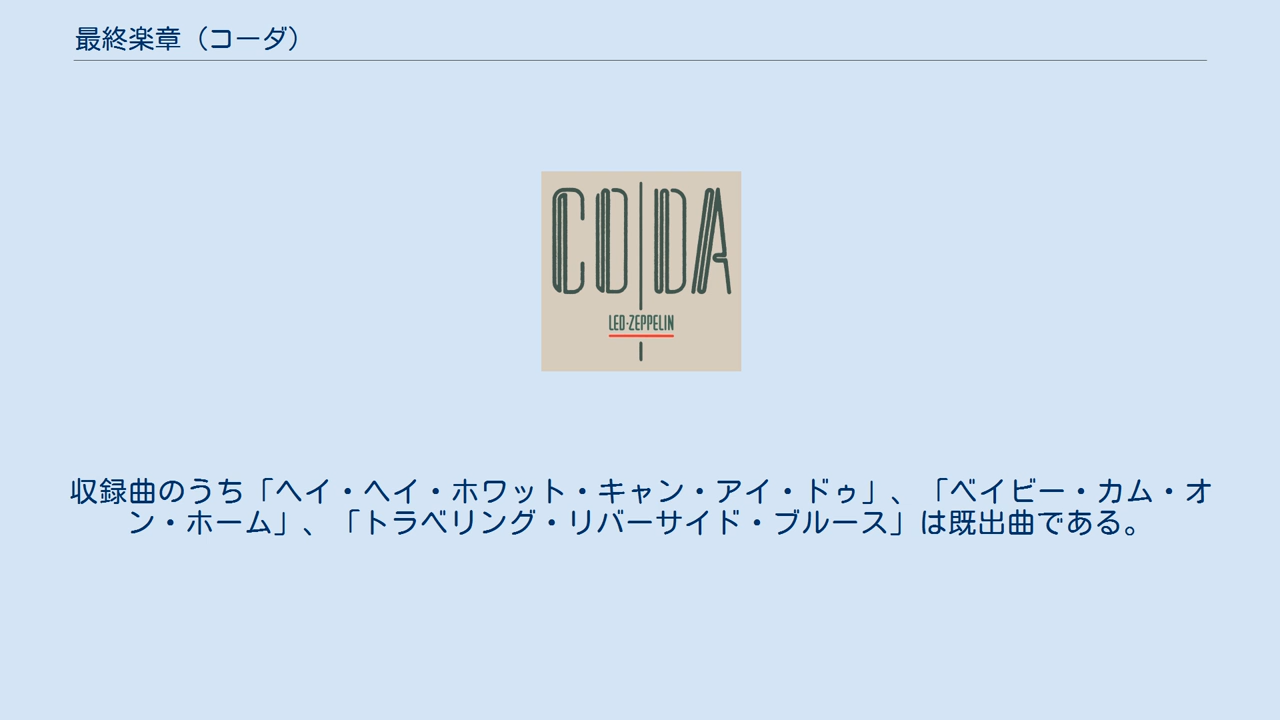 最終楽章（コーダ）
CODA
LED-ZEPPELIN
収録曲のうち「ヘイ・ヘイ・ホワット・キャン・アイ・ドゥ」、「ベイビー・カム・オ
ン・ホーム」、「トラベリング・リバーサイド・ブルース」は既出曲である。